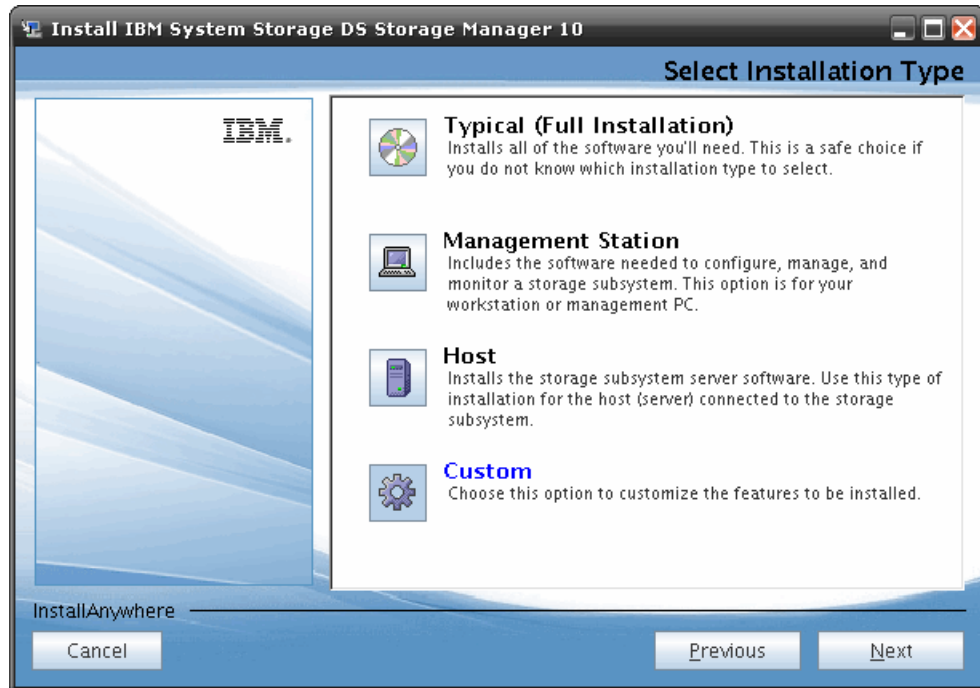 Install IBM System Storage DS Storage Manager 10
Select Installation Type
IBM.
Typical (Full Installation)
Installs all of the software you'll need. This is a safe choice if
you do not know which installation type to select.
Management Station
Includes the software needed to configure, manage, and
monitor a storage subsystem. This option is for your
workstation or management PC.
Host
Installs the storage subsystem server software. Use this type of
installation for the host (server) connected to the storage
subsystem.
Custom
Choose this option to customize the features to be installed.
InstallAnywhere
Cancel
Previous
Next